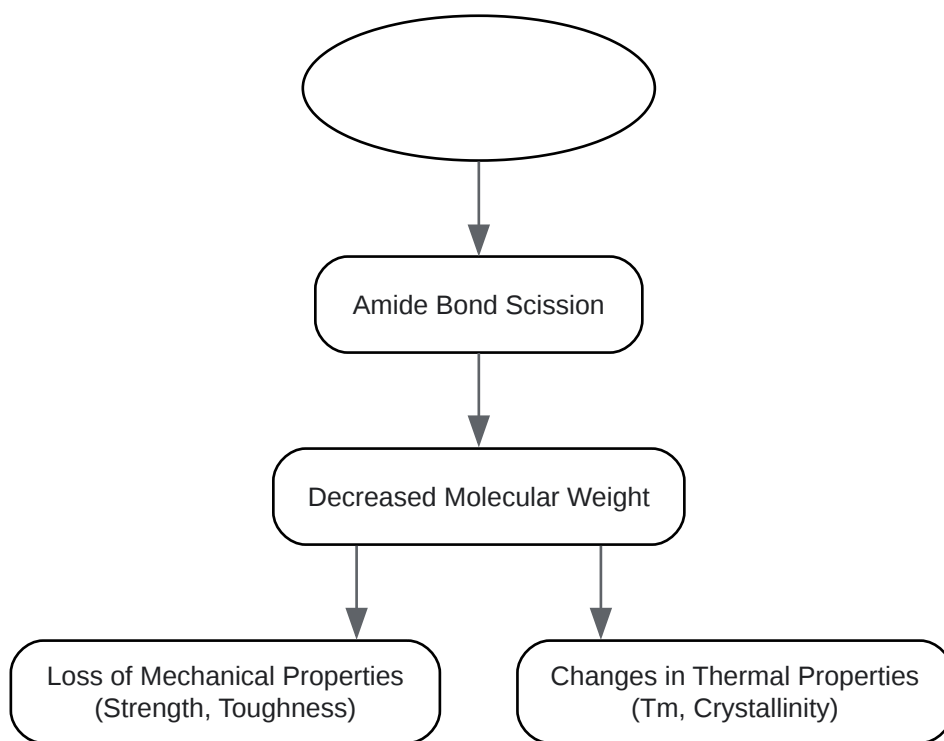 Amide Bond Scission
Decreased Molecular Weight
Loss of Mechanical Properties
(Strength, Toughness)
Changes in Thermal Properties
(Tm, Crystallinity)